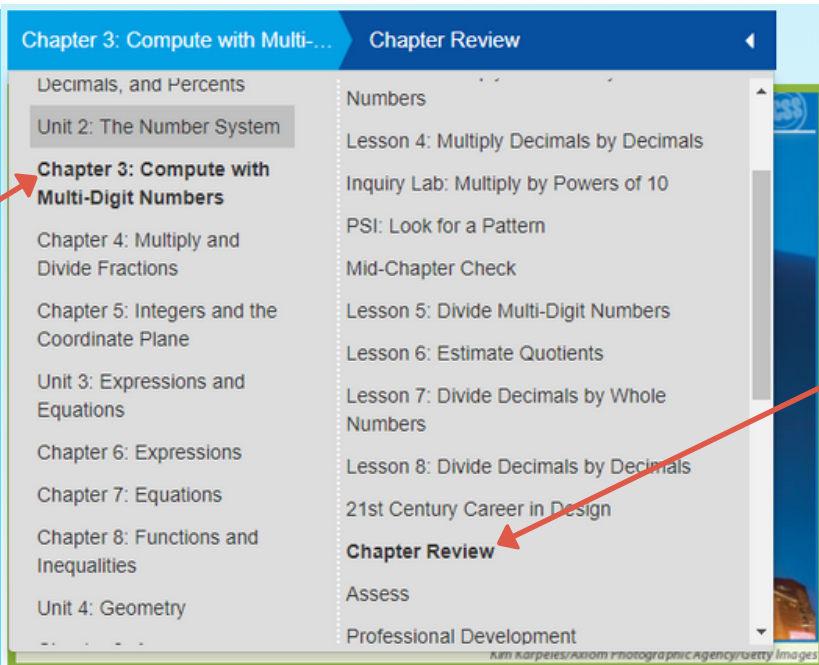 Chapter 3: Compute with Multi-...
Chapter Review
Decimals, and Percents
Unit 2: The Number System
Chapter 3: Compute with
Multi-Digit Numbers
Chapter 4: Multiply and
Divide Fractions
Chapter 5: Integers and the
Coordinate Plane
Unit 3: Expressions and
Equations
Chapter 6: Expressions
Chapter 7: Equations
Chapter 8: Functions and
Inequalities
Unit 4: Geometry
Numbers
Lesson 4: Multiply Decimals by Decimals
Inquiry Lab: Multiply by Powers of 10
PSI: Look for a Pattern
Mid-Chapter Check
Lesson 5: Divide Multi-Digit Numbers
Lesson 6: Estimate Quotients
Lesson 7: Divide Decimals by Whole
Numbers
Lesson 8: Divide Decimals by Decimals
21st Century Career in Design
Chapter Review
Assess
Professional Development
Kim Karpeles/Axiom Photographic Agency/Getty Images